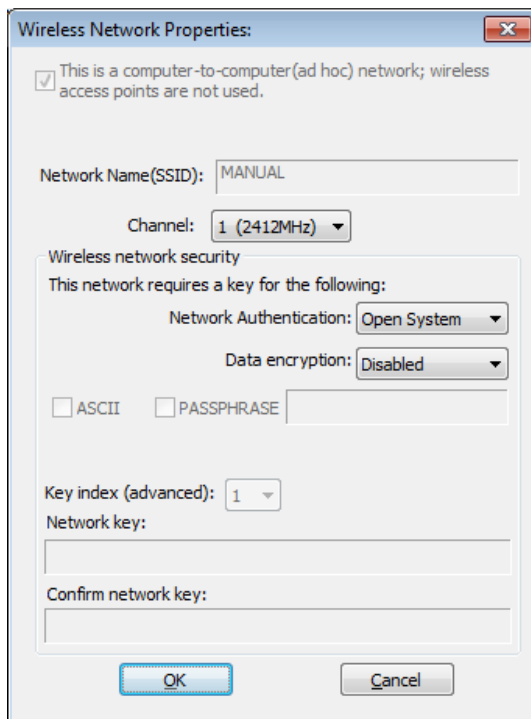 Wireless Network Properties:
This is a computer-to-computer(ad hoc) network; wireless
access points are not used.
Network Name(SSID): MANUAL
Channel: 1 (2412MHz)
Wireless network security
This network requires a key for the following:
Network Authentication: Open System
Data encryption: Disabled
ASCII PASSPHRASE
Key index (advanced): 1
Network key:
Confirm network key:
OK Cancel